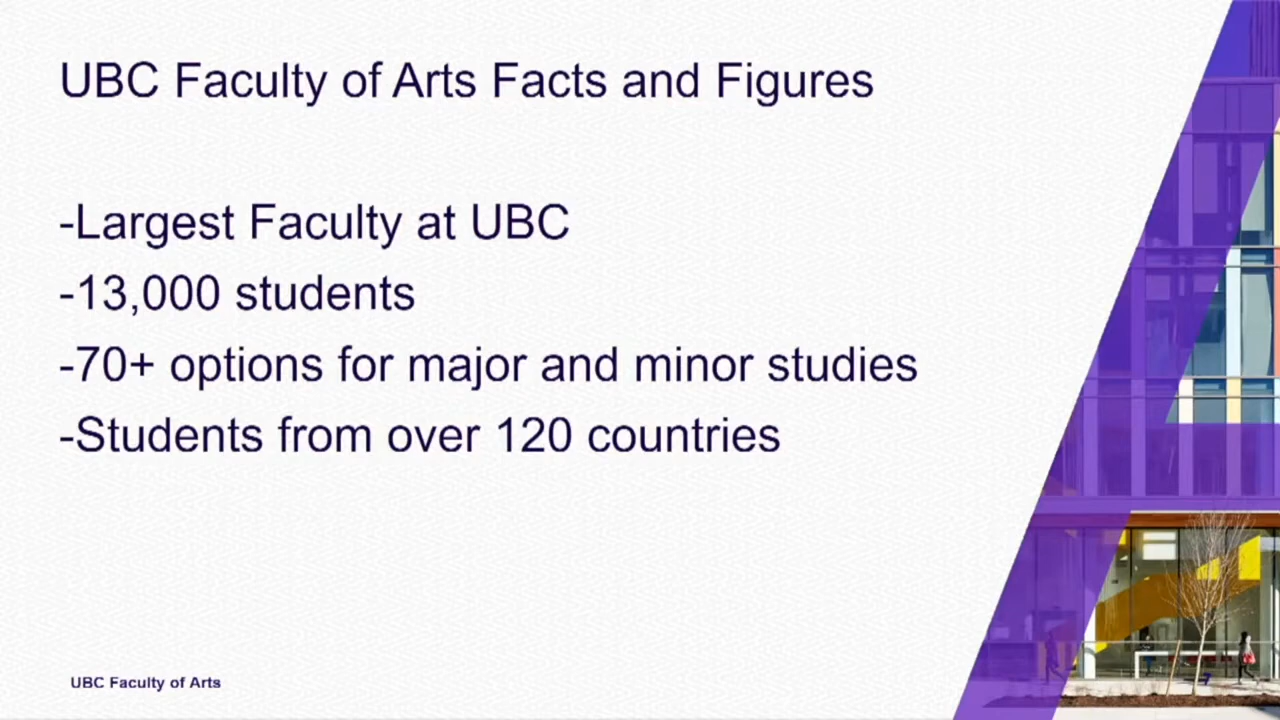 UBC Faculty of Arts Facts and Figures
-Largest Faculty at UBC
-13,000 students
-70+ options for major and minor studies
-Students from over 120 countries
UBC Faculty of Arts
7